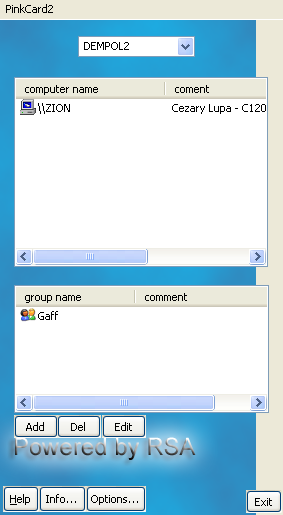 PinkCard2
DEMPOL2
computer name coment
\\ZION Cezary Lupa - C120
group name comment
Gaff
Add Del Edit
Powered by RSA
Help Info... Options... Exit